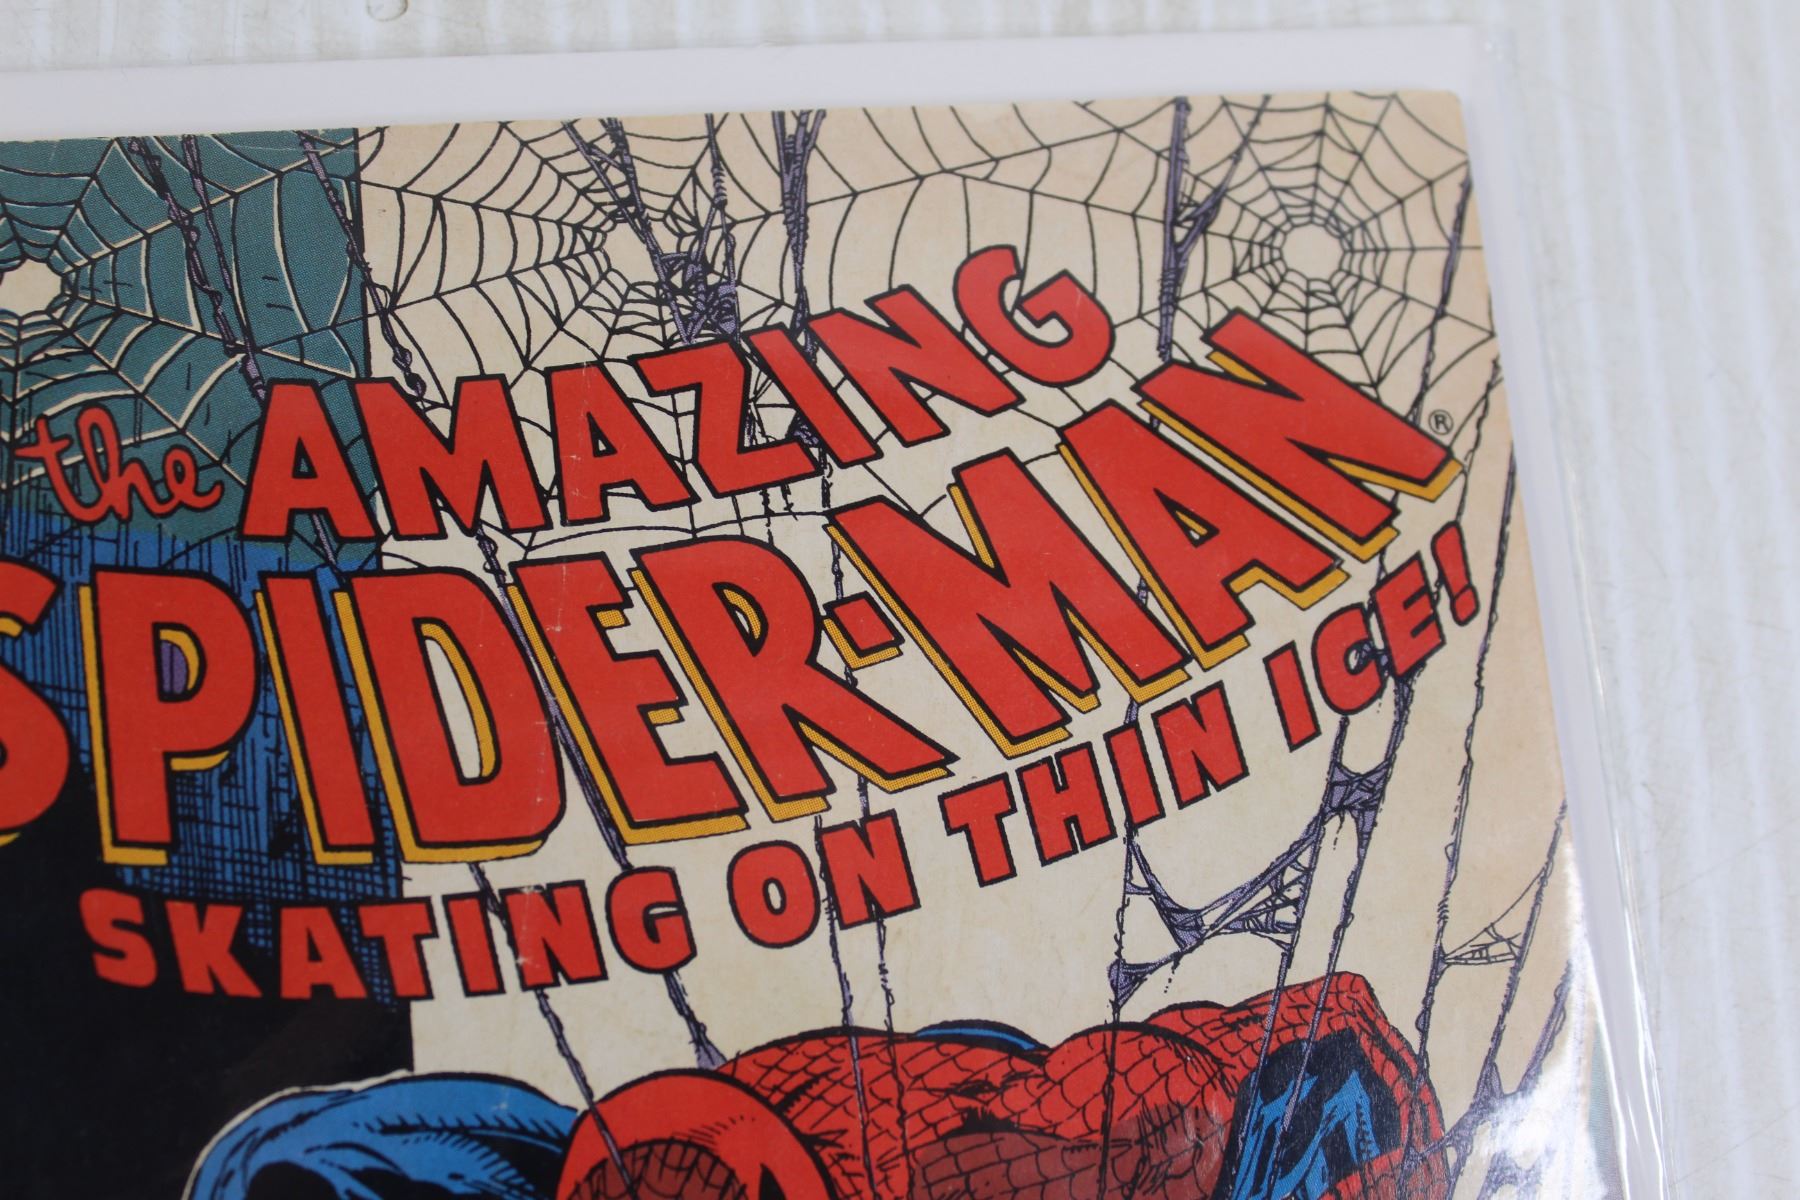 the AMAZING
SPIDER-MAN ®
SKATING ON THIN ICE!